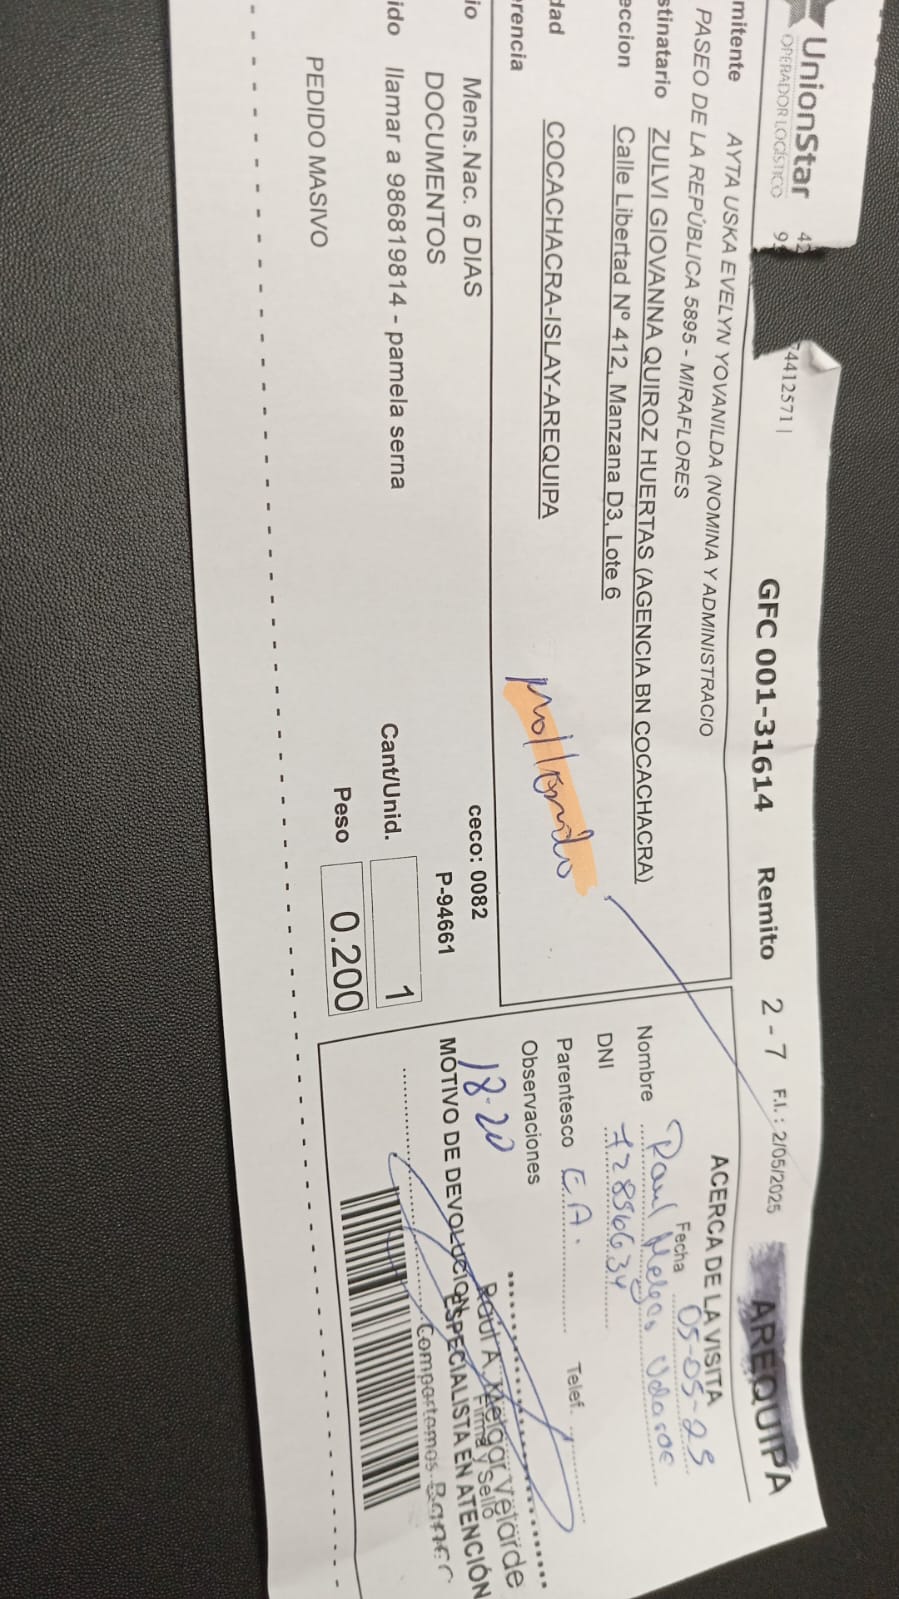 UnionStar
OPERADOR LOGÍSTICO
4412571 |
GFC 001-31614 Remito 2 - 7 F.I. : 2/05/2025 AREQUIPA
mitente AYTA USKA EVELYN YOVANILDA (NOMINA Y ADMINISTRACIO
PASEO DE LA REPÚBLICA 5895 - MIRAFLORES
stinatario ZULVI GIOVANNA QUIROZ HUERTAS (AGENCIA BN COCACHACRA)
eccion Calle Libertad Nº 412, Manzana D3, Lote 6
dad COCACHACRA-ISLAY-AREQUIPA
erencia
Mollendo
io Mens.Nac. 6 DIAS
DOCUMENTOS
ceco: 0082
P-94661
ido llamar a 986819814 - pamela serna
Cant/Unid. 1
PEDIDO MASIVO
Peso 0.200
ACERCA DE LA VISITA
Fecha 05-05-25
Nombre Raul Melgar Velarde
DNI
Parentesco E.A. Telef.
Observaciones
18-20
Firma y Sello
Raúl A. Melgar Velarde
MOTIVO DE DEVOLUCION
ESPECIALISTA EN ATENCIÓN
Compartamos Banco